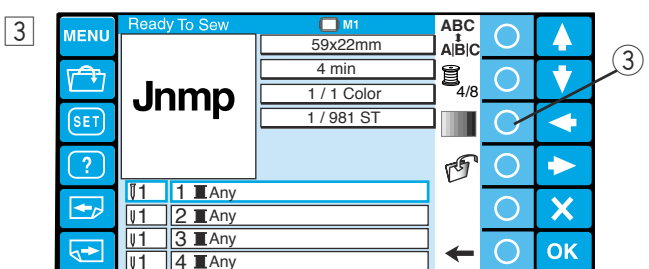 3
MENU
Ready To Sew
M1
ABC
A|B|C
59x22mm
4 min
4/8
3
Jnmp
1 / 1 Color
SET
1 / 981 ST
?
1 1 Any
1 2 Any
1 3 Any
1 4 Any
X
OK